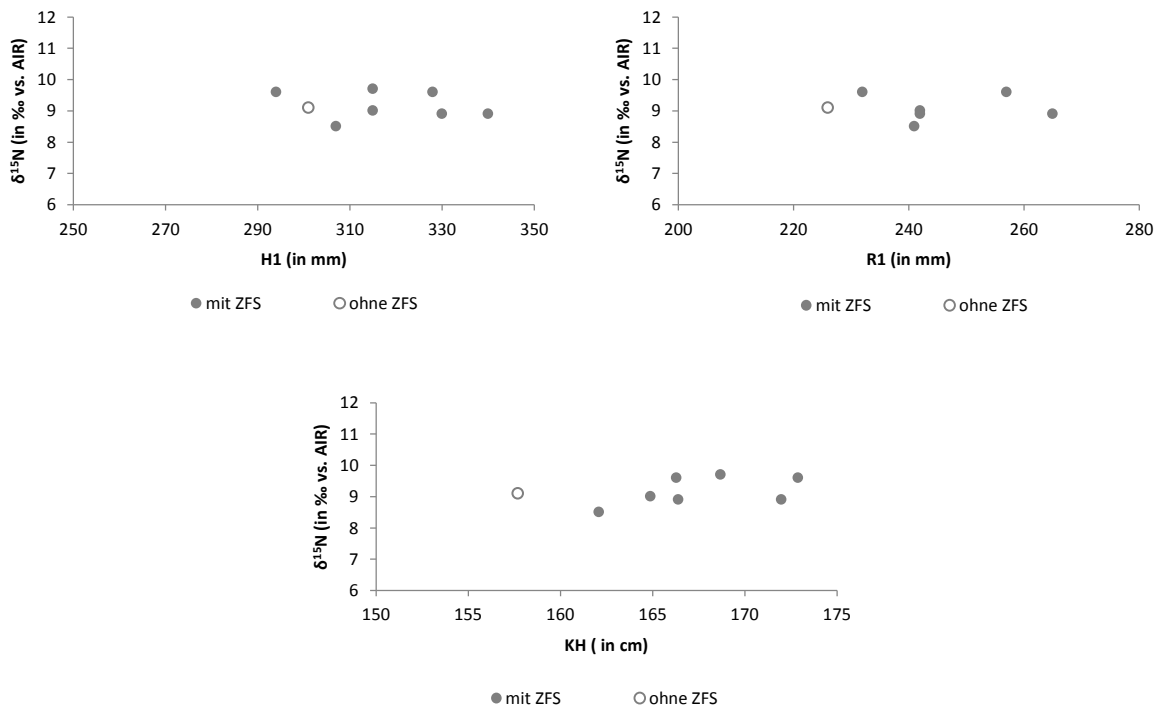 12
11
10
9
8
7
6
δ¹⁵N (in ‰ vs. AIR)
250 270 290 310 330 350
H1 (in mm)
mit ZFS ohne ZFS
12
11
10
9
8
7
6
δ¹⁵N (in ‰ vs. AIR)
200 220 240 260 280
R1 (in mm)
mit ZFS ohne ZFS
12
11
10
9
8
7
6
δ¹⁵N (in ‰ vs. AIR)
150 155 160 165 170 175
KH ( in cm)
mit ZFS ohne ZFS